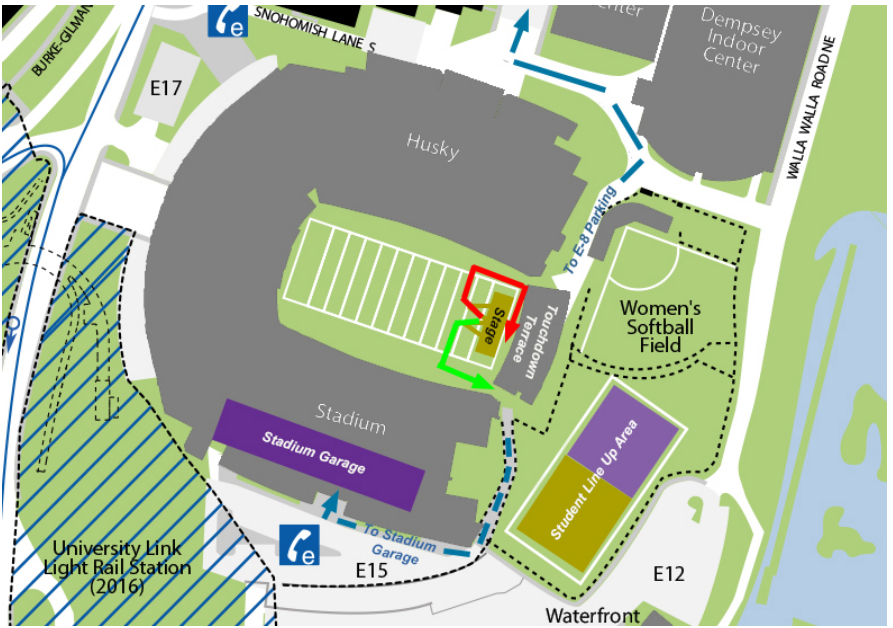 SNOHOMISH LANE S
BURKE-GILMAN
e
E17
Center
Dempsey
Indoor
Center
WALLA WALLA ROAD NE
Husky
To E-8 Parking
Stage
Touchdown
Terrace
Women's
Softball
Field
Stadium
Stadium Garage
Student Line Up Area
To Stadium
Garage
e
University Link
Light Rail Station
(2016)
E15
E12
Waterfront